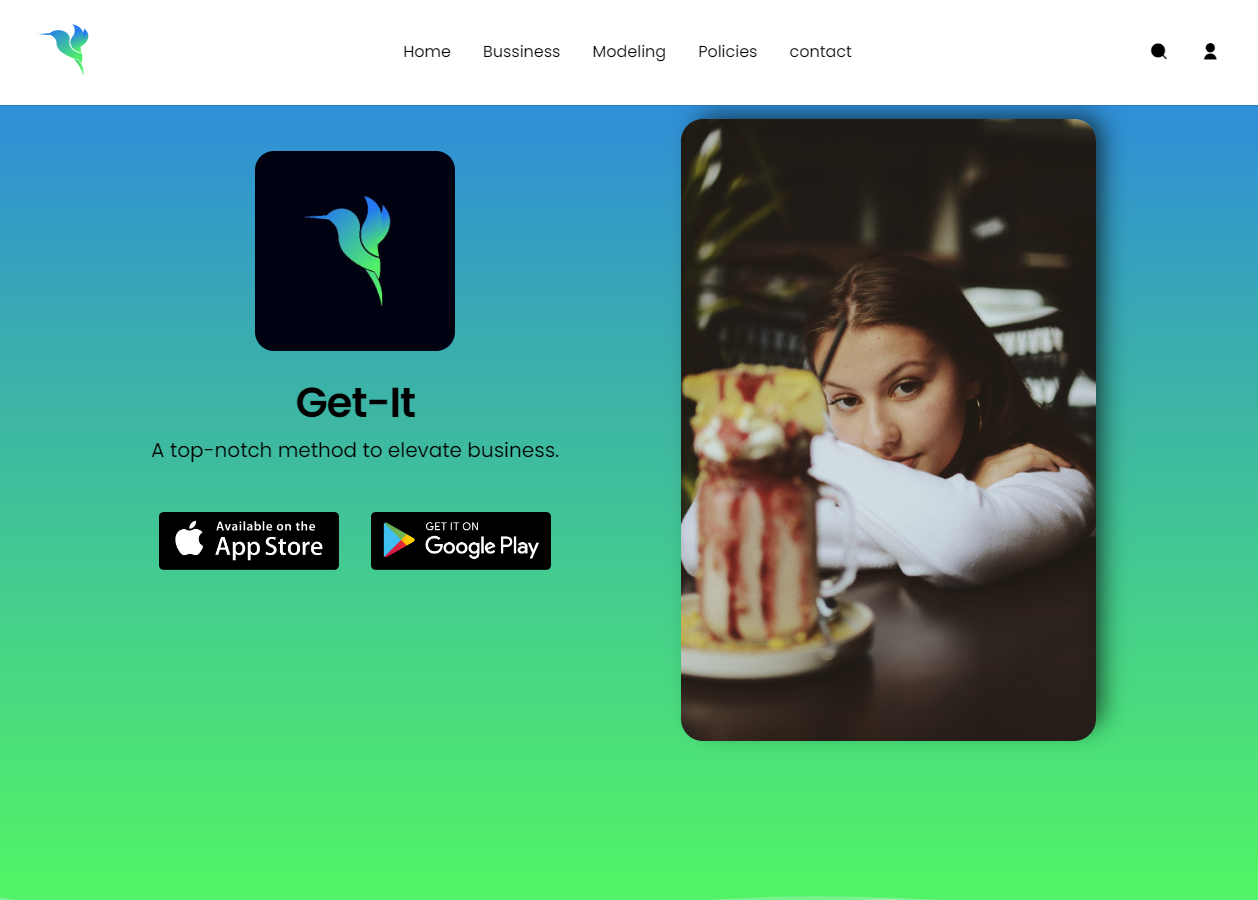 Home Bussiness Modeling Policies contact
Get-It
A top-notch method to elevate business.
Available on the
App Store
GET IT ON
Google Play